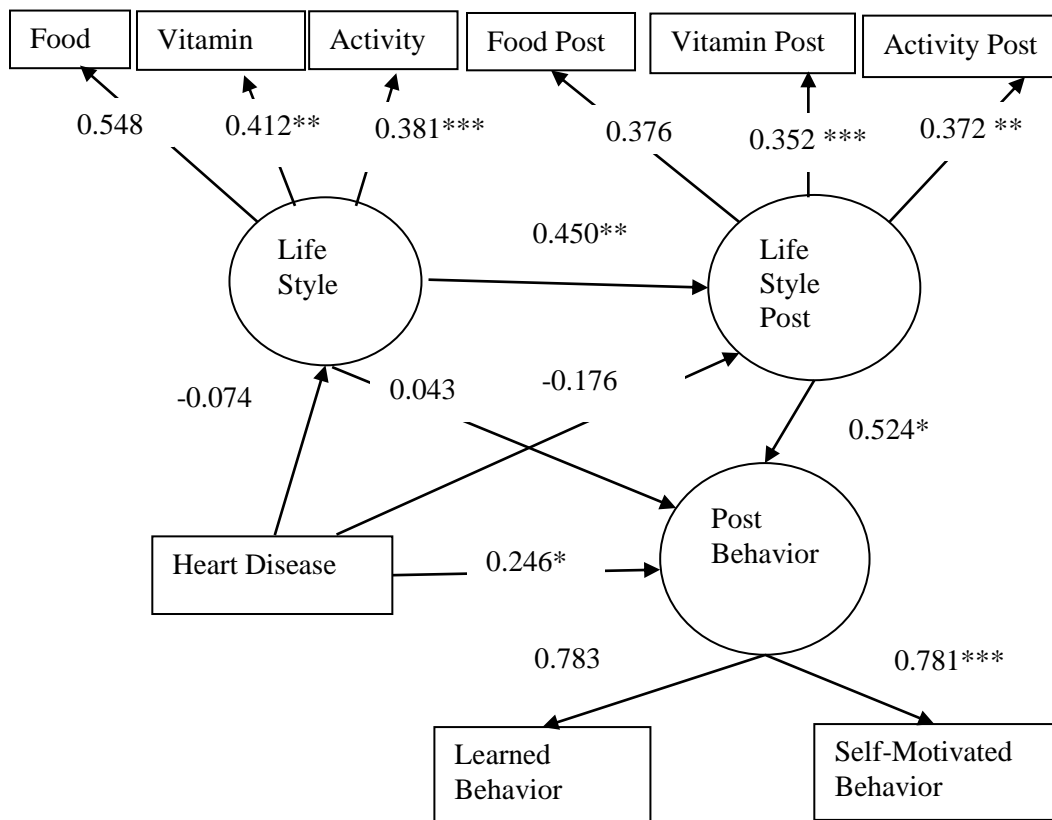 Food
Vitamin
Activity
Food Post
Vitamin Post
Activity Post
0.548
0.412**
0.381***
0.376
0.352 ***
0.372 **
Life
Style
0.450**
Life
Style
Post
-0.074
0.043
-0.176
0.524*
Heart Disease
0.246*
Post
Behavior
0.783
0.781***
Learned
Behavior
Self-Motivated
Behavior